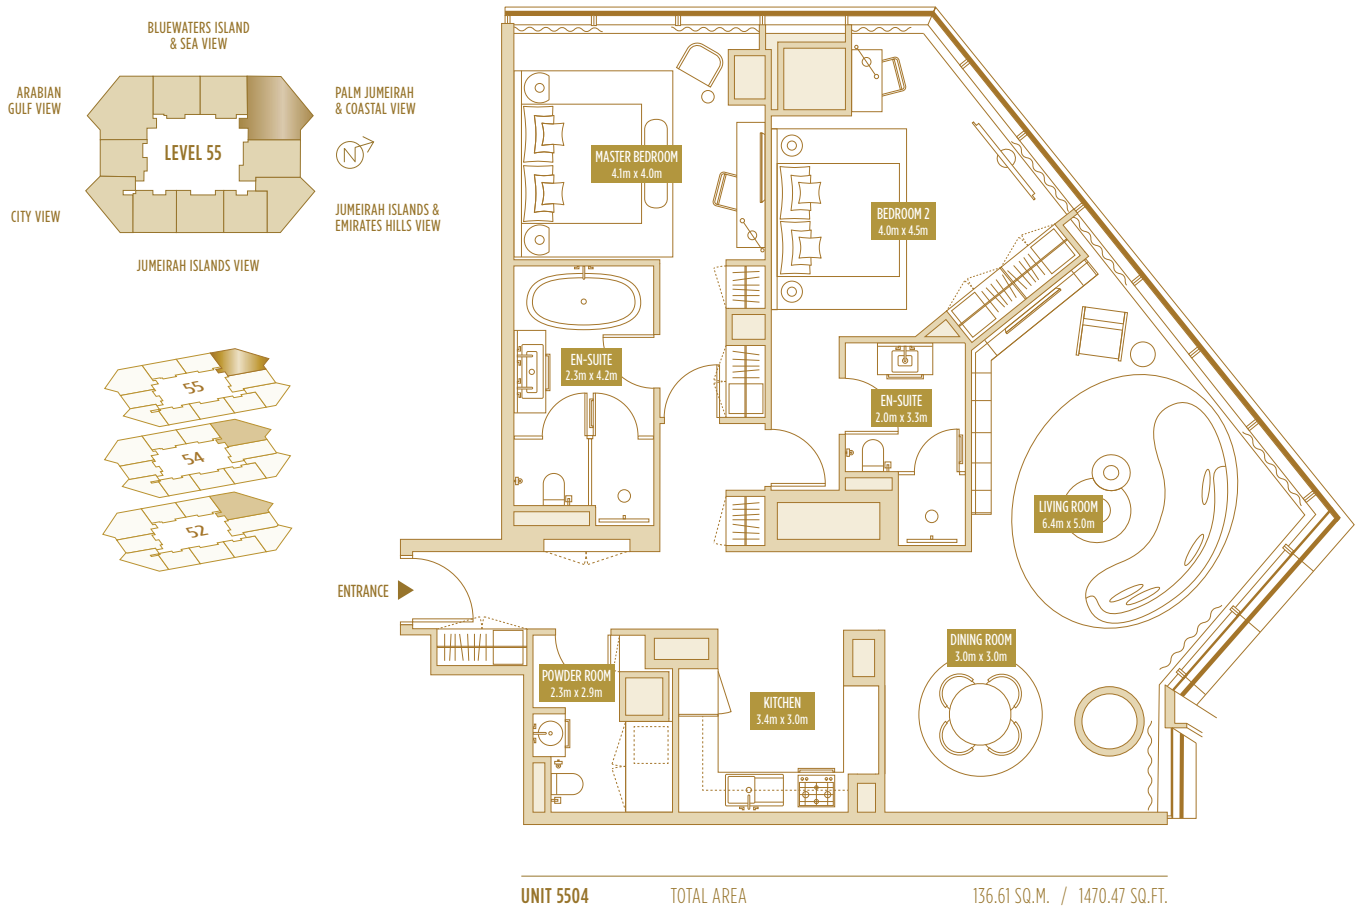 BLUEWATERS ISLAND
& SEA VIEW
ARABIAN
GULF VIEW
PALM JUMEIRAH
& COASTAL VIEW
LEVEL 55
N
CITY VIEW
JUMEIRAH ISLANDS &
EMIRATES HILLS VIEW
JUMEIRAH ISLANDS VIEW
55
54
52
MASTER BEDROOM
4.1m x 4.0m
BEDROOM 2
4.0m x 4.5m
EN-SUITE
2.3m x 4.2m
EN-SUITE
2.0m x 3.3m
LIVING ROOM
6.4m x 5.0m
ENTRANCE
DINING ROOM
3.0m x 3.0m
POWDER ROOM
2.3m x 2.9m
KITCHEN
3.4m x 3.0m
UNIT 5504 TOTAL AREA 136.61 SQ.M. / 1470.47 SQ.FT.